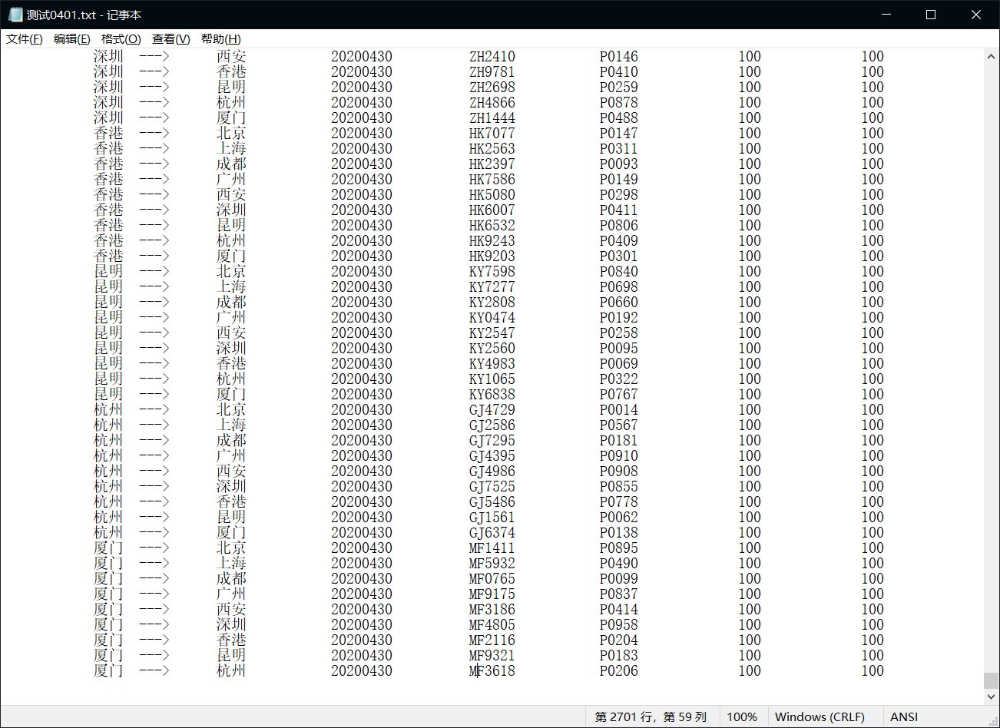 测试0401.txt - 记事本
文件(F) 编辑(E) 格式(O) 查看(V) 帮助(H)
深圳 ---> 西安 20200430 ZH2410 P0146 100 100
深圳 ---> 香港 20200430 ZH9781 P0410 100 100
深圳 ---> 昆明 20200430 ZH2698 P0259 100 100
深圳 ---> 杭州 20200430 ZH4866 P0878 100 100
深圳 ---> 厦门 20200430 ZH1444 P0488 100 100
香港 ---> 北京 20200430 HK7077 P0147 100 100
香港 ---> 上海 20200430 HK2563 P0311 100 100
香港 ---> 成都 20200430 HK2397 P0093 100 100
香港 ---> 广州 20200430 HK7586 P0149 100 100
香港 ---> 西安 20200430 HK5080 P0298 100 100
香港 ---> 深圳 20200430 HK6007 P0411 100 100
香港 ---> 昆明 20200430 HK6532 P0806 100 100
香港 ---> 杭州 20200430 HK9243 P0409 100 100
香港 ---> 厦门 20200430 HK9203 P0301 100 100
昆明 ---> 北京 20200430 KY7598 P0840 100 100
昆明 ---> 上海 20200430 KY7277 P0698 100 100
昆明 ---> 成都 20200430 KY2808 P0660 100 100
昆明 ---> 广州 20200430 KY0474 P0192 100 100
昆明 ---> 西安 20200430 KY2547 P0258 100 100
昆明 ---> 深圳 20200430 KY2560 P0095 100 100
昆明 ---> 香港 20200430 KY4983 P0069 100 100
昆明 ---> 杭州 20200430 KY1065 P0322 100 100
昆明 ---> 厦门 20200430 KY6838 P0767 100 100
杭州 ---> 北京 20200430 GJ4729 P0014 100 100
杭州 ---> 上海 20200430 GJ2586 P0567 100 100
杭州 ---> 成都 20200430 GJ7295 P0181 100 100
杭州 ---> 广州 20200430 GJ4395 P0910 100 100
杭州 ---> 西安 20200430 GJ4986 P0908 100 100
杭州 ---> 深圳 20200430 GJ7525 P0855 100 100
杭州 ---> 香港 20200430 GJ5486 P0778 100 100
杭州 ---> 昆明 20200430 GJ1561 P0062 100 100
杭州 ---> 厦门 20200430 GJ6374 P0138 100 100
厦门 ---> 北京 20200430 MF1411 P0895 100 100
厦门 ---> 上海 20200430 MF5932 P0490 100 100
厦门 ---> 成都 20200430 MF0765 P0099 100 100
厦门 ---> 广州 20200430 MF9175 P0837 100 100
厦门 ---> 西安 20200430 MF3186 P0414 100 100
厦门 ---> 深圳 20200430 MF4805 P0958 100 100
厦门 ---> 香港 20200430 MF2116 P0204 100 100
厦门 ---> 昆明 20200430 MF9321 P0183 100 100
厦门 ---> 杭州 20200430 MF3618 P0206 100 100
第 2701 行，第 59 列 100% Windows (CRLF) ANSI